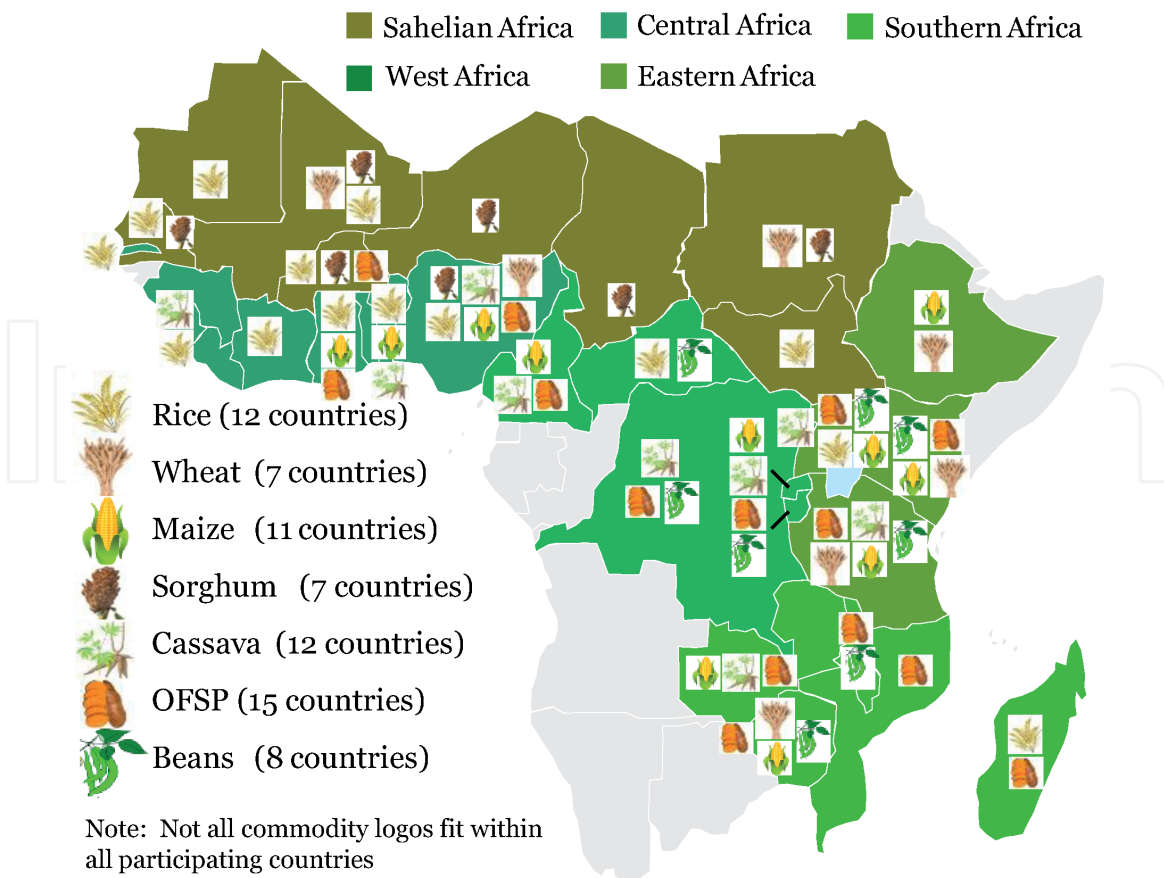 Sahelian Africa
Central Africa
Southern Africa
West Africa
Eastern Africa
Rice (12 countries)
Wheat (7 countries)
Maize (11 countries)
Sorghum (7 countries)
Cassava (12 countries)
OFSP (15 countries)
Beans (8 countries)
Note: Not all commodity logos fit within
all participating countries